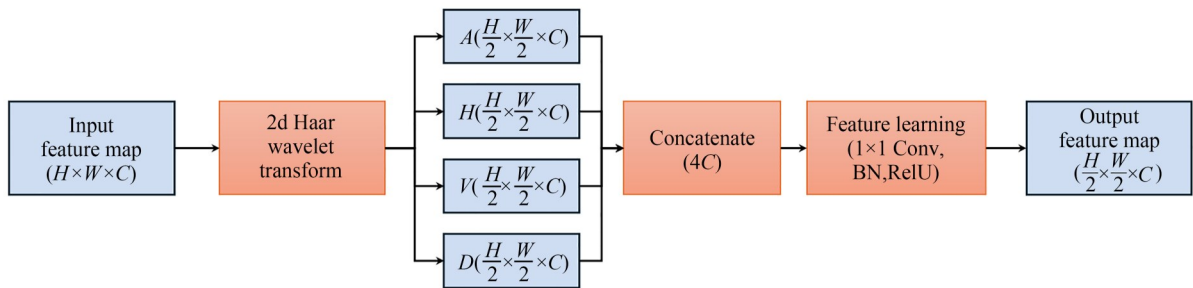 Input
feature map
(H×W×C)
2d Haar
wavelet
transform
A(H/2×W/2×C)
H(H/2×W/2×C)
V(H/2×W/2×C)
D(H/2×W/2×C)
Concatenate
(4C)
Feature learning
(1×1 Conv,
BN,RelU)
Output
feature map
(H/2×W/2×C)